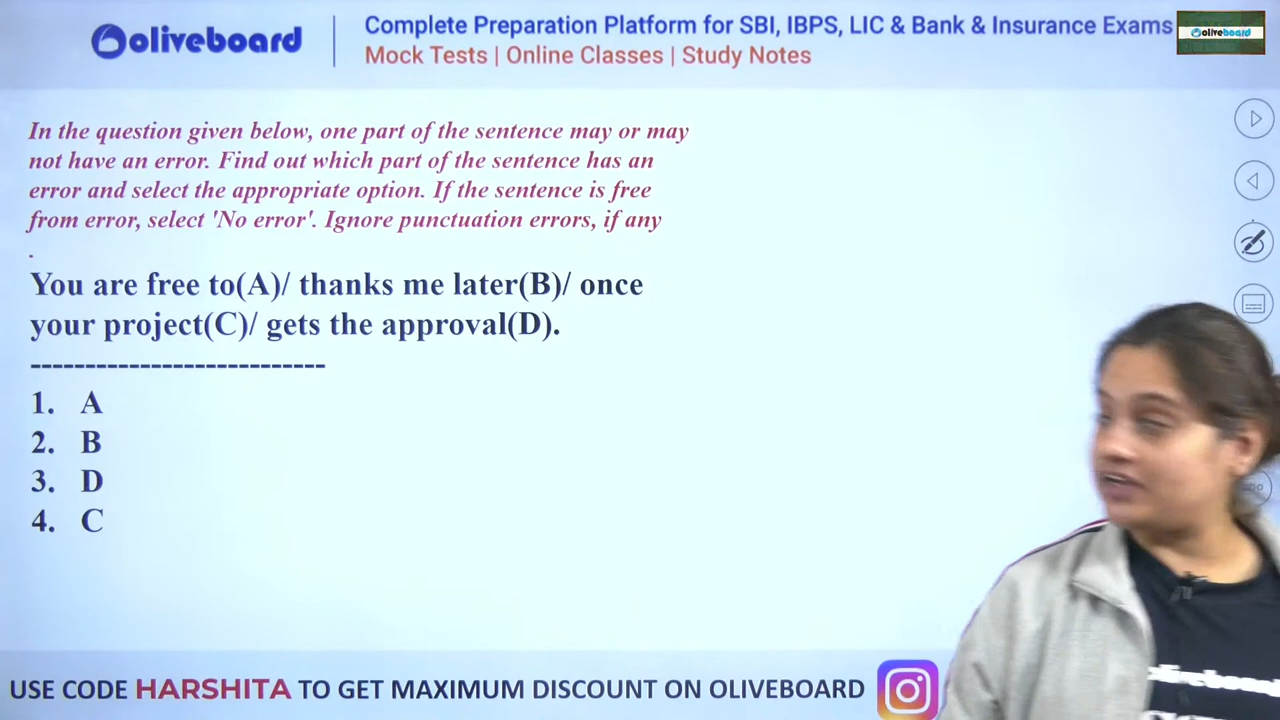 oliveboard
Complete Preparation Platform for SBI, IBPS, LIC & Bank & Insurance Exams
Mock Tests | Online Classes | Study Notes
oliveboard
In the question given below, one part of the sentence may or may
not have an error. Find out which part of the sentence has an
error and select the appropriate option. If the sentence is free
from error, select 'No error'. Ignore punctuation errors, if any
.
You are free to(A)/ thanks me later(B)/ once
your project(C)/ gets the approval(D).
---------------------------
1. A
2. B
3. D
4. C
oliveboard
USE CODE HARSHITA TO GET MAXIMUM DISCOUNT ON OLIVEBOARD